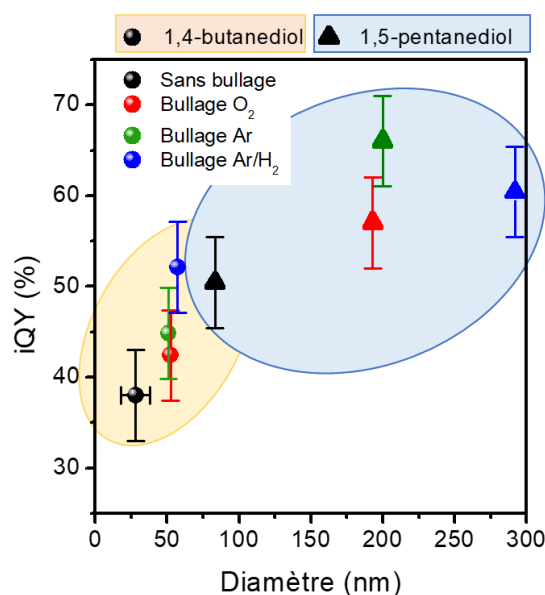 1,4-butanediol 1,5-pentanediol
Sans bullage
Bullage O₂
Bullage Ar
Bullage Ar/H₂
iQY (%)
70
60
50
40
30
0 50 100 150 200 250 300
Diamètre (nm)